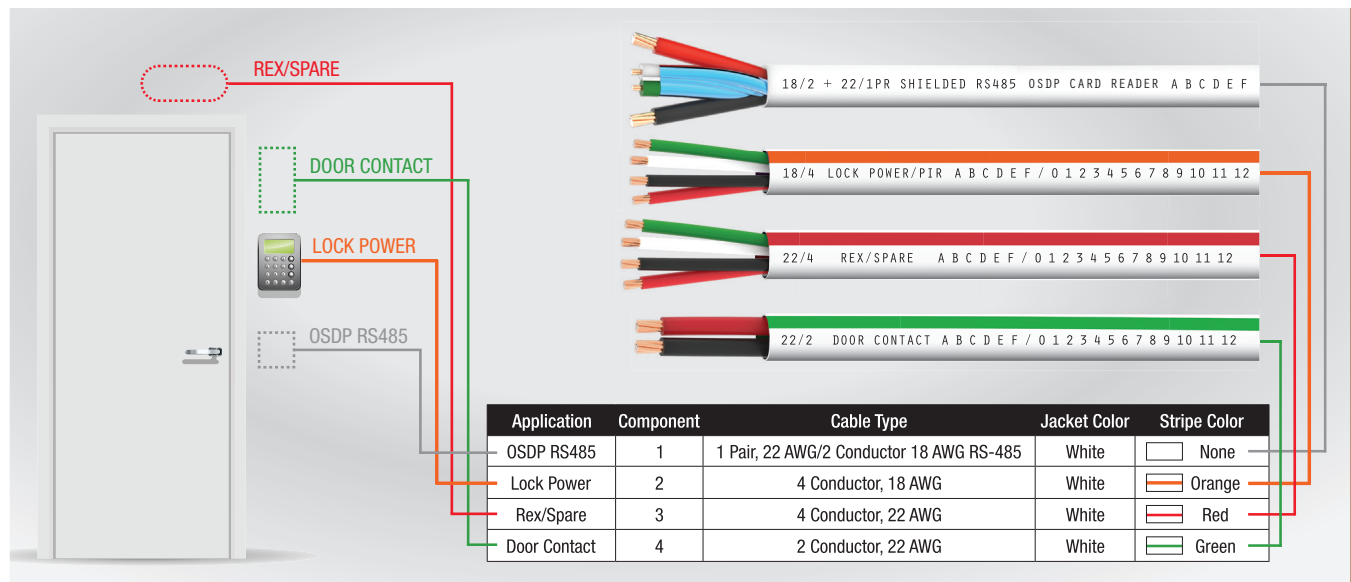 REX/SPARE
DOOR CONTACT
LOCK POWER
OSDP RS485
18/2 + 22/1PR SHIELDED RS485 OSDP CARD READER A B C D E F
18/4 LOCK POWER/PIR A B C D E F / 0 1 2 3 4 5 6 7 8 9 10 11 12
22/4 REX/SPARE A B C D E F / 0 1 2 3 4 5 6 7 8 9 10 11 12
22/2 DOOR CONTACT A B C D E F / 0 1 2 3 4 5 6 7 8 9 10 11 12
Application Component Cable Type Jacket Color Stripe Color
OSDP RS485 1 1 Pair, 22 AWG/2 Conductor 18 AWG RS-485 White None
Lock Power 2 4 Conductor, 18 AWG White Orange
Rex/Spare 3 4 Conductor, 22 AWG White Red
Door Contact 4 2 Conductor, 22 AWG White Green